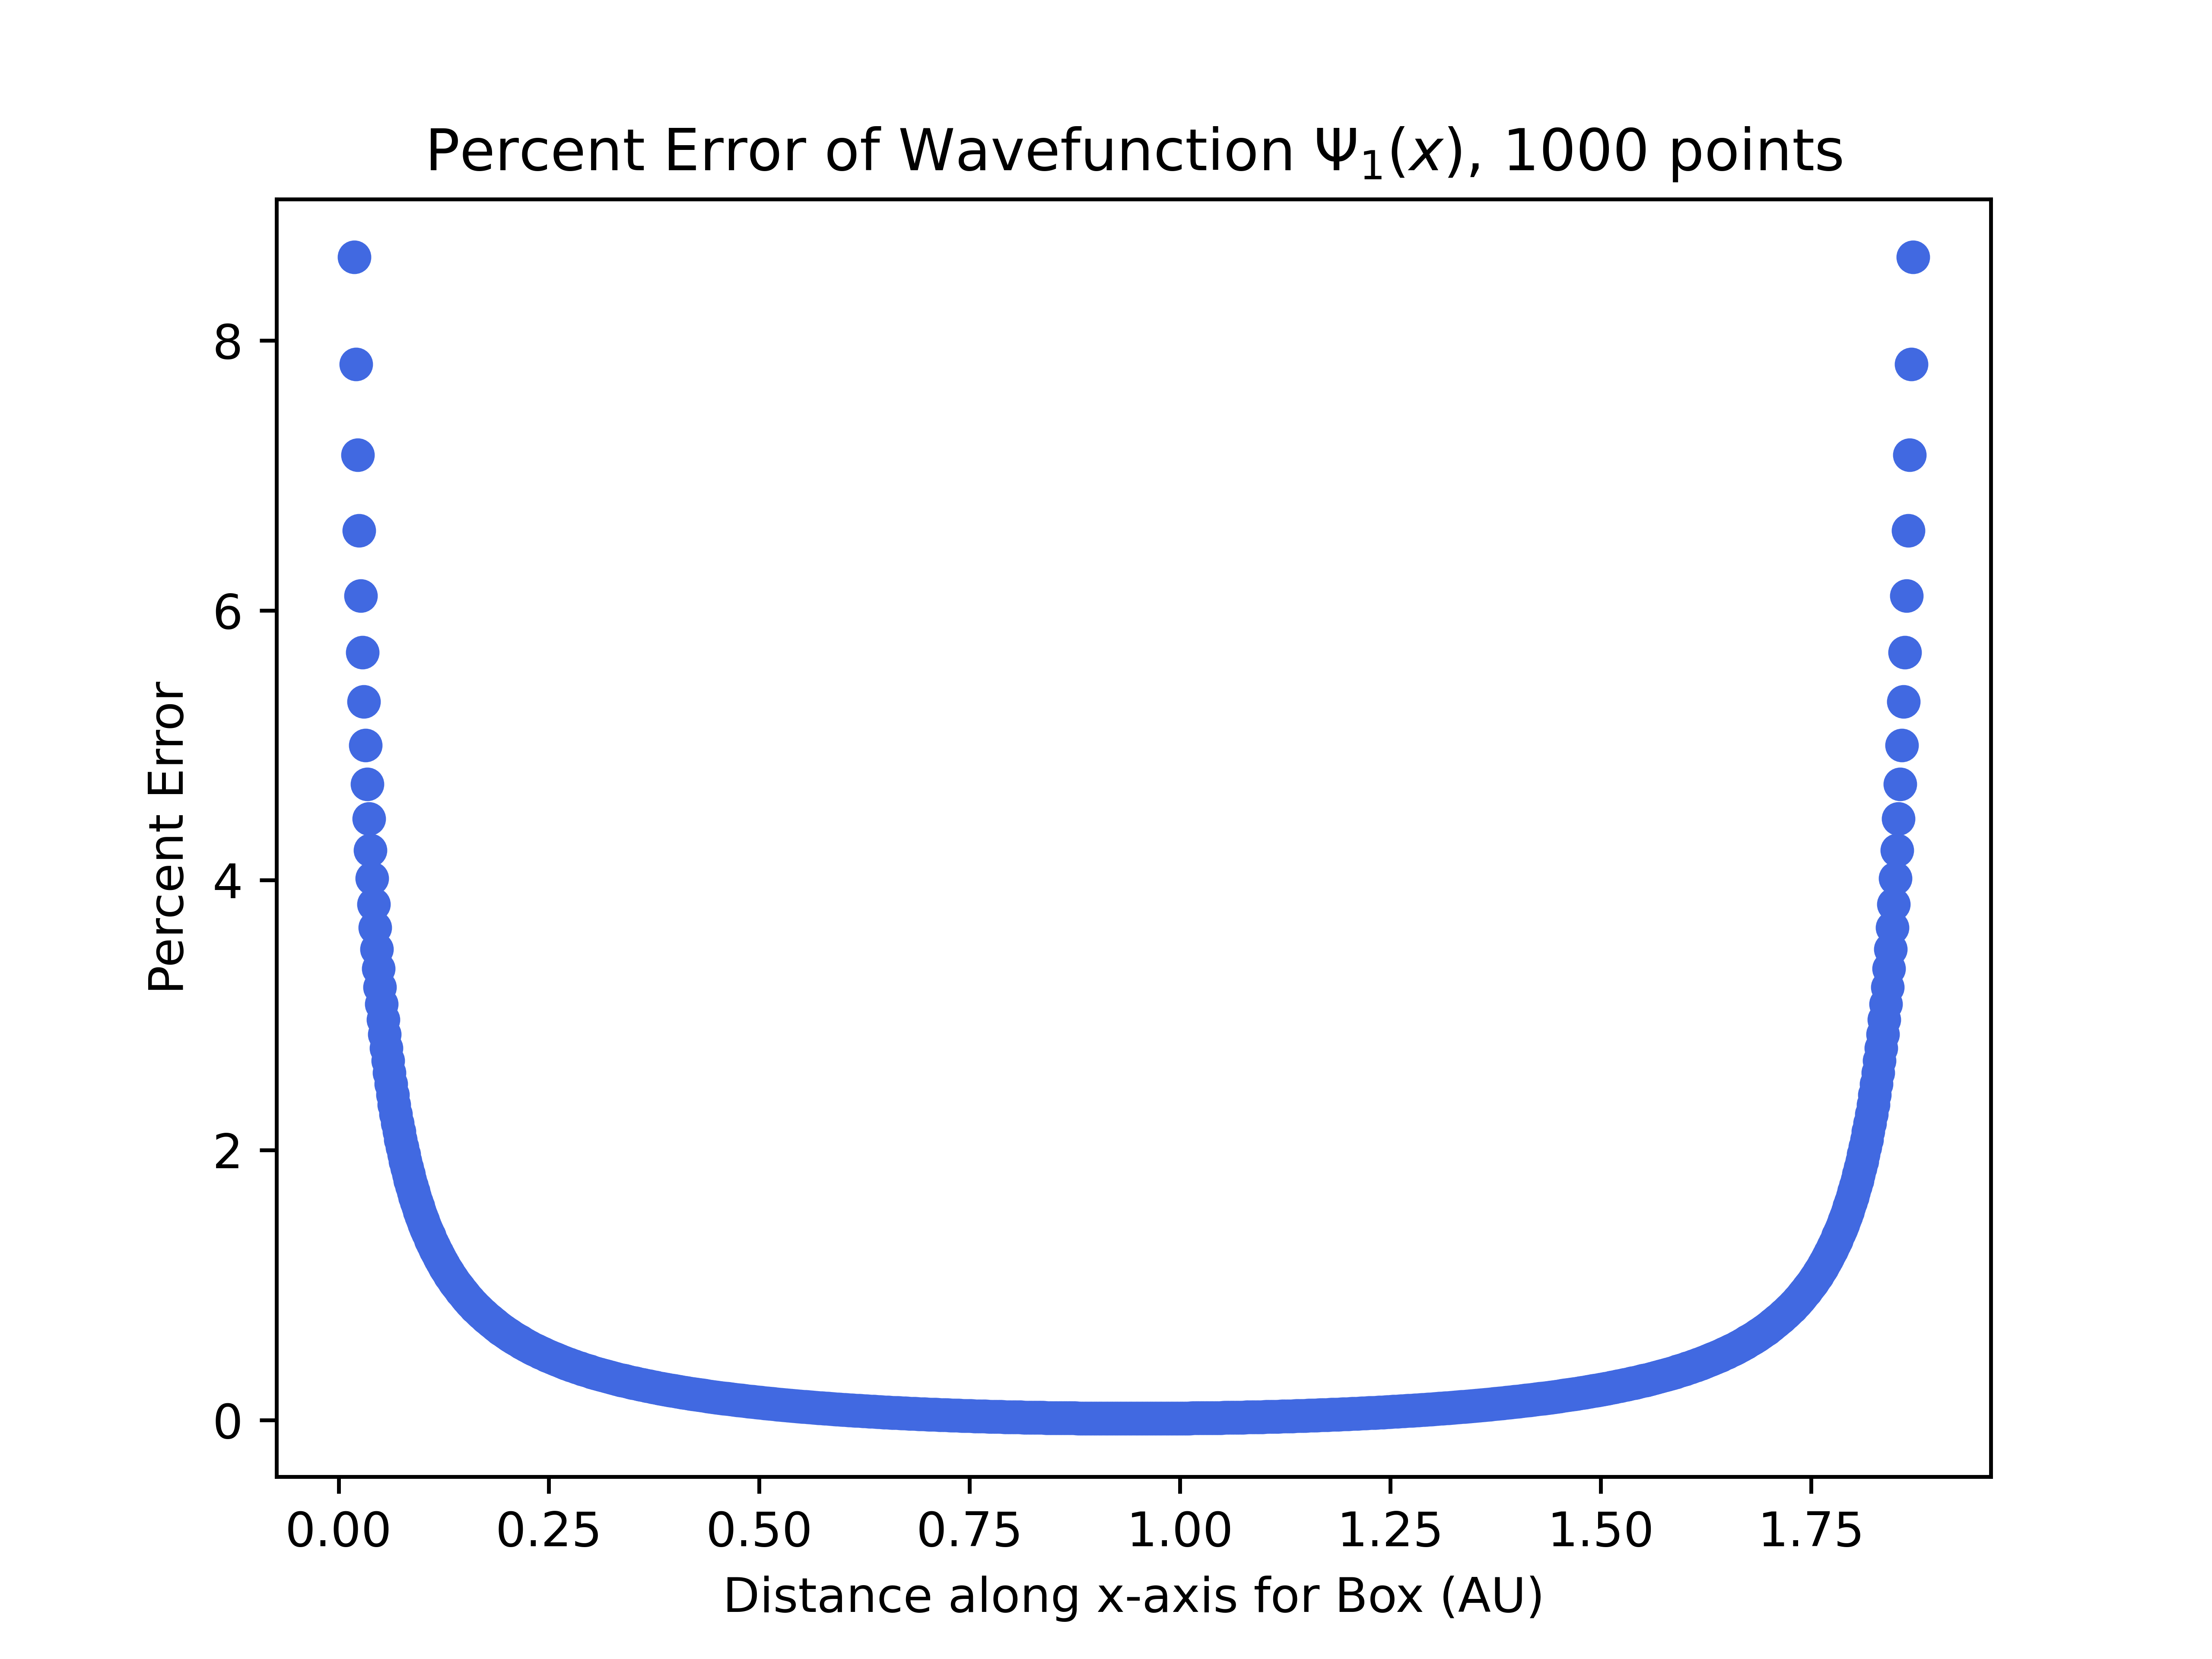 Percent Error of Wavefunction Ψ₁(x), 1000 points
8
6
4
2
0
Percent Error
0.00 0.25 0.50 0.75 1.00 1.25 1.50 1.75
Distance along x-axis for Box (AU)